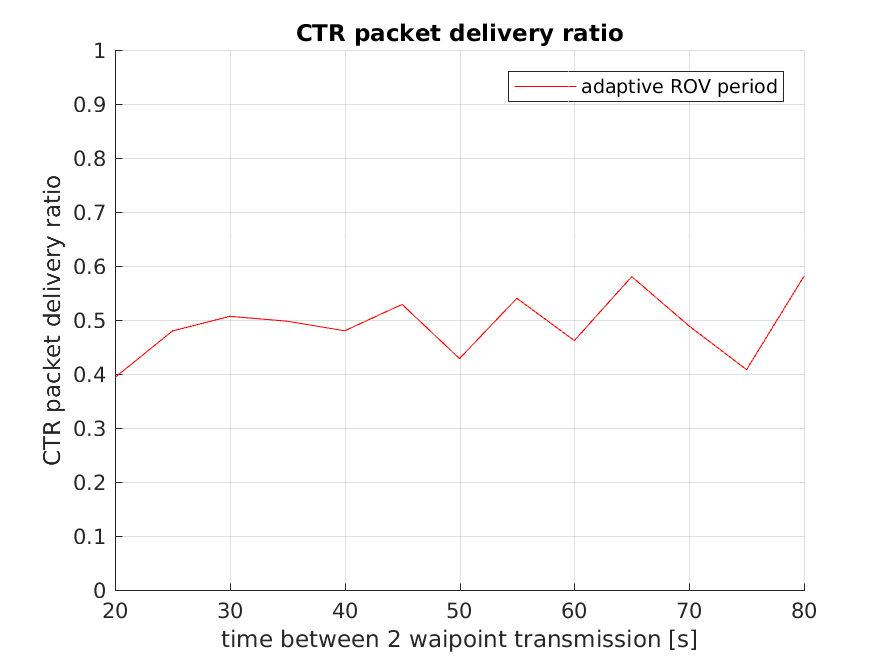 CTR packet delivery ratio
adaptive ROV period
CTR packet delivery ratio
1
0.9
0.8
0.7
0.6
0.5
0.4
0.3
0.2
0.1
0
20 30 40 50 60 70 80
time between 2 waipoint transmission [s]